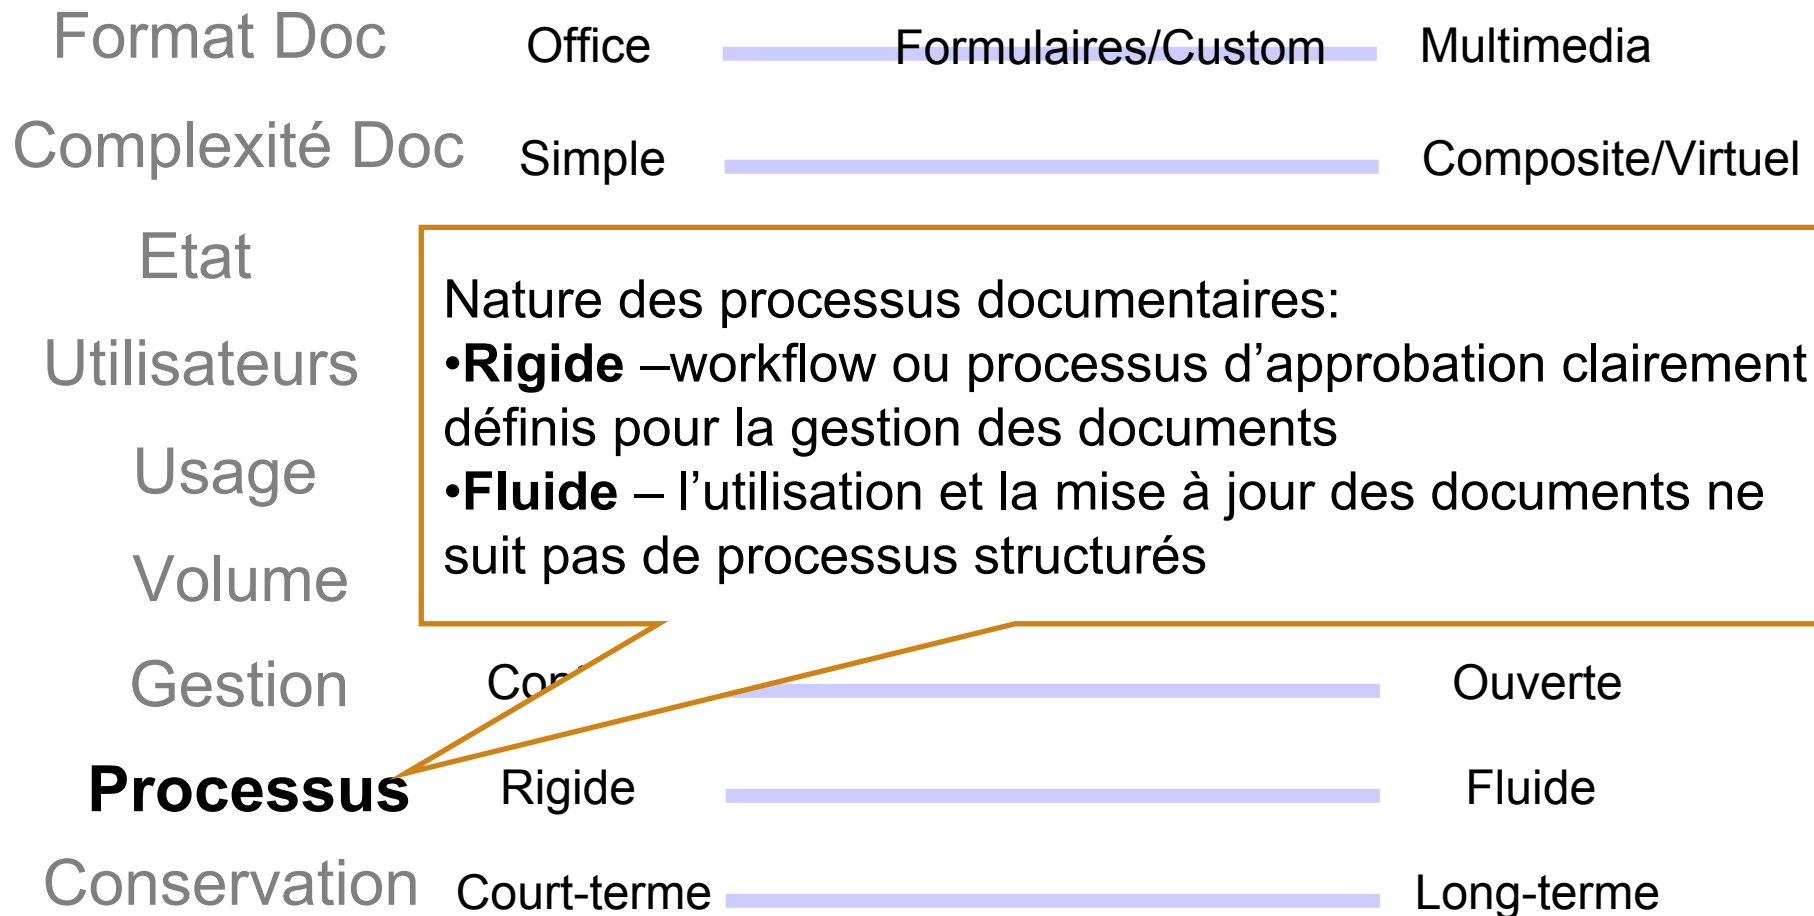 Format Doc Office Formulaires/Custom Multimedia
Complexité Doc Simple Composite/Virtuel
Etat
Nature des processus documentaires:
Utilisateurs
•Rigide –workflow ou processus d’approbation clairement
définis pour la gestion des documents
Usage
•Fluide – l’utilisation et la mise à jour des documents ne
suit pas de processus structurés
Volume
Gestion Ouverte
Processus Rigide Fluide
Conservation Court-terme Long-terme